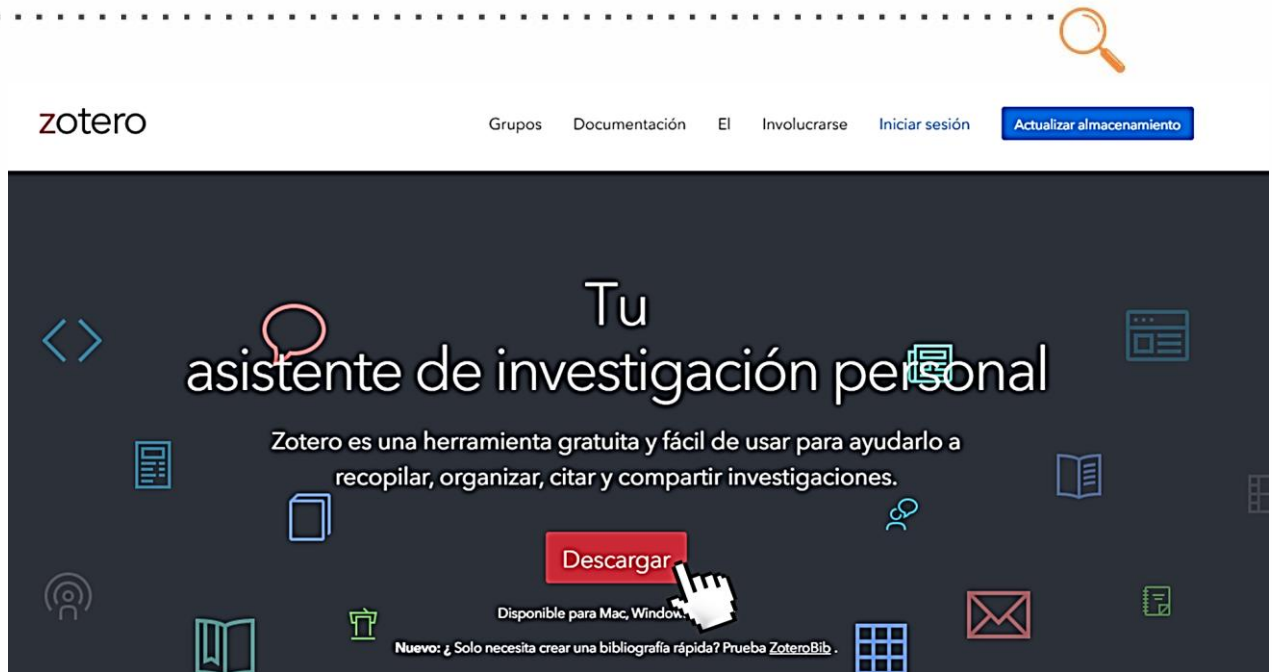 zotero
Grupos Documentación El Involucrarse Iniciar sesión Actualizar almacenamiento
Tu
asistente de investigación personal
Zotero es una herramienta gratuita y fácil de usar para ayudarlo a
recopilar, organizar, citar y compartir investigaciones.
Descargar
Disponible para Mac,
Nuevo: ¿ Solo necesita crear una bibliografía rápida? Prueba ZoteroBib .